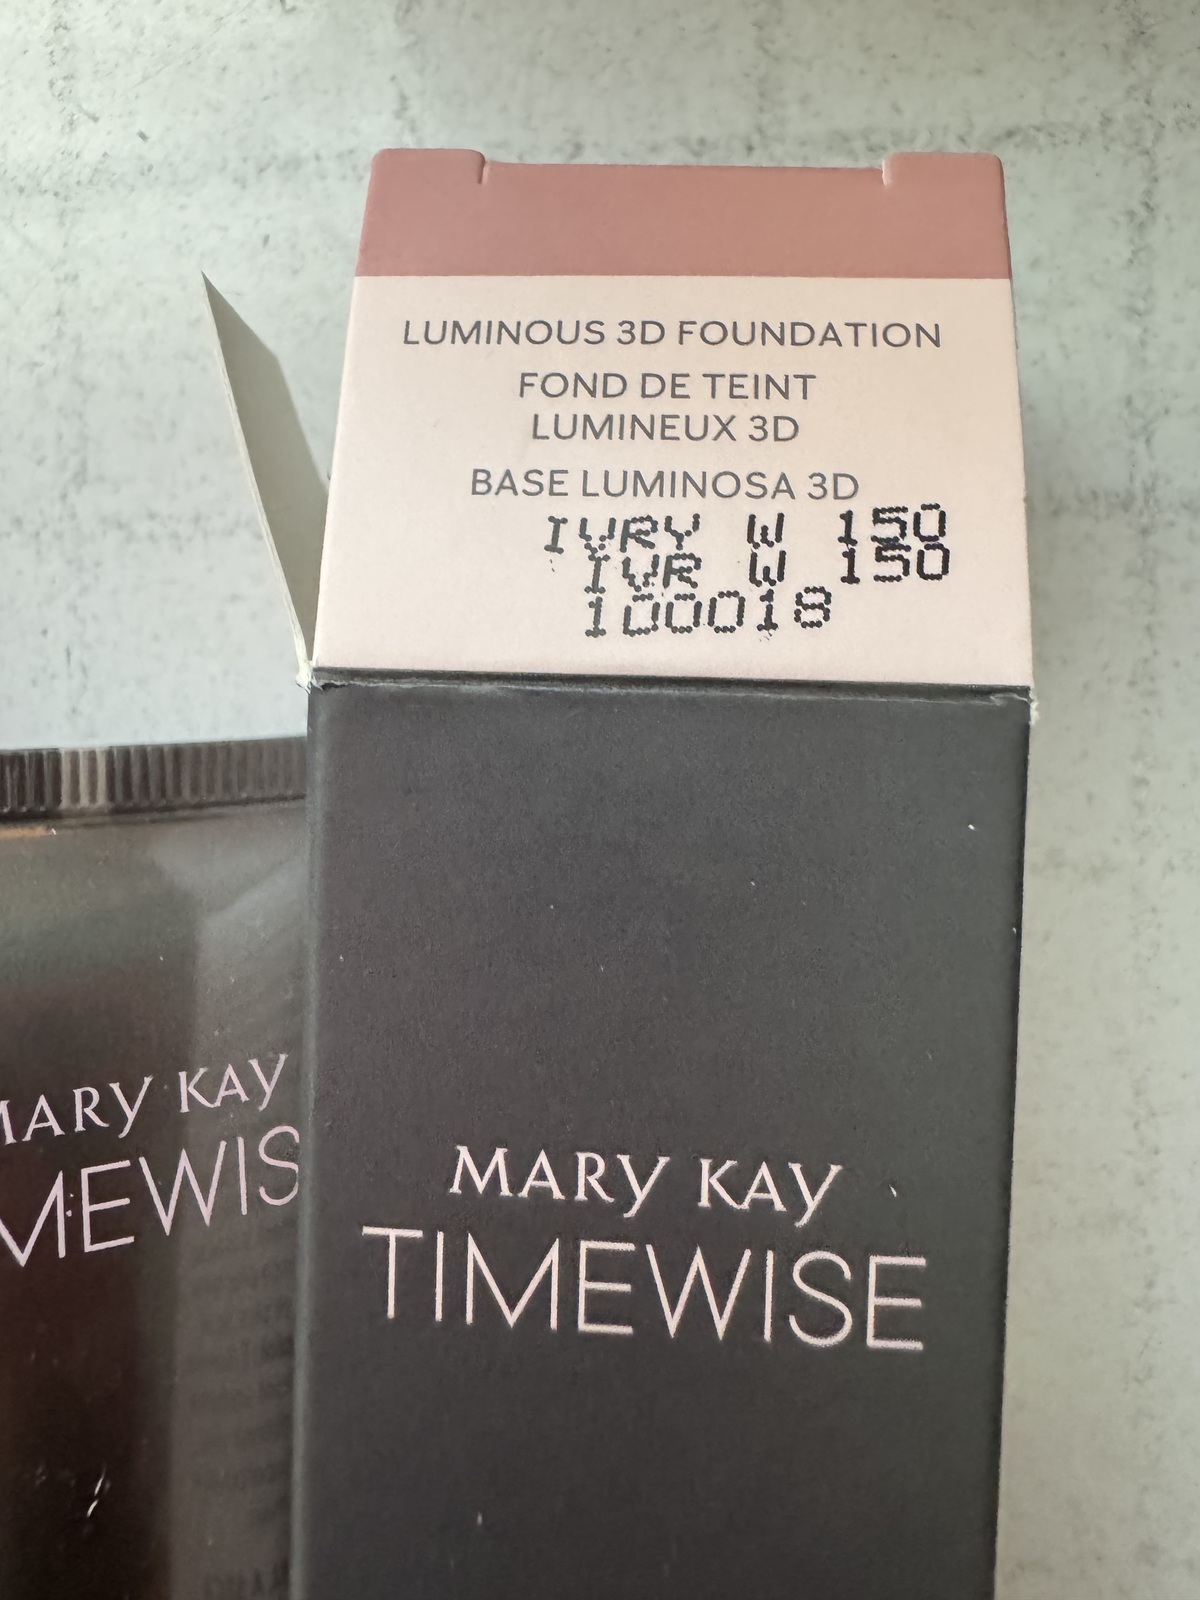 LUMINOUS 3D FOUNDATION
FOND DE TEINT
LUMINEUX 3D
BASE LUMINOSA 3D
IVRY W 150
IVR W 150
100018
MARY KAY
TIMEWISE
MARY KAY
MEWIS